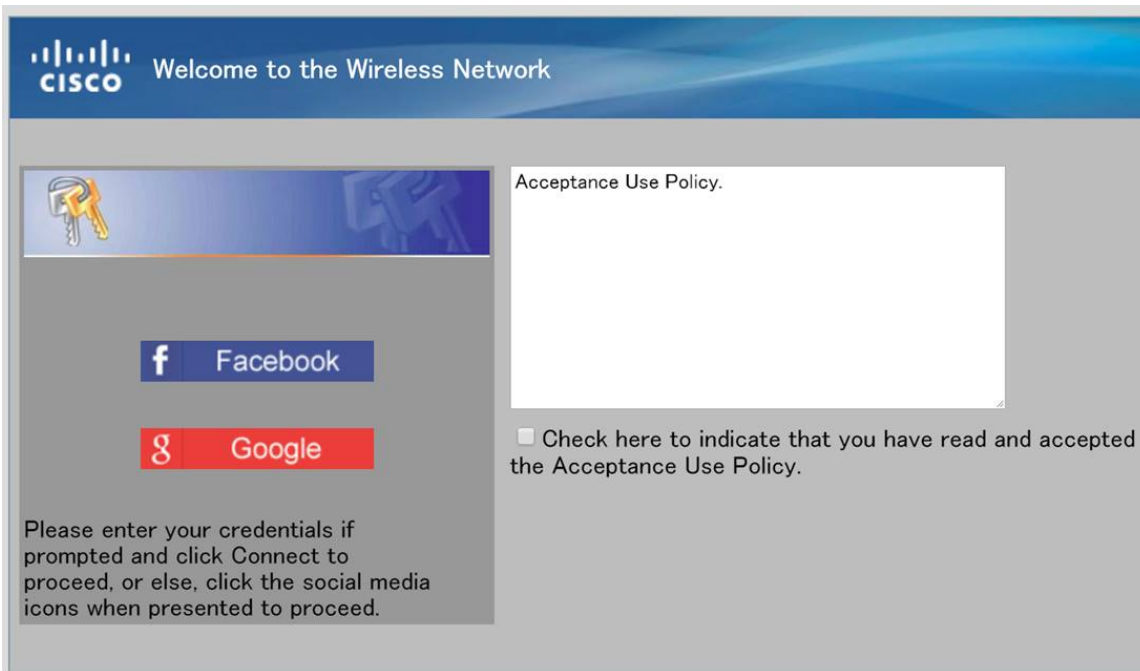 CISCO
Welcome to the Wireless Network
Acceptance Use Policy.
f Facebook
g Google
Check here to indicate that you have read and accepted
the Acceptance Use Policy.
Please enter your credentials if
prompted and click Connect to
proceed, or else, click the social media
icons when presented to proceed.